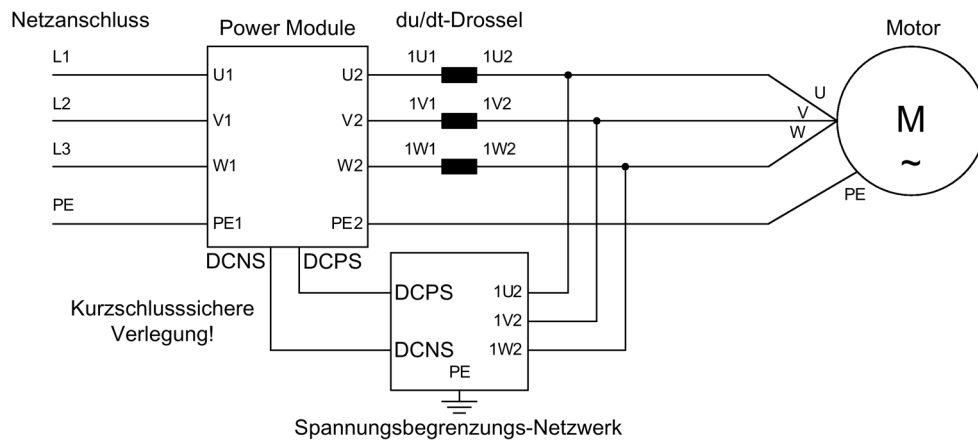 Netzanschluss
Power Module
du/dt-Drossel
Motor
L1
U1
U2
1U1
1U2
U
L2
V1
V2
1V1
1V2
V
M
~
L3
W1
W2
1W1
1W2
W
PE
PE1
PE2
PE
DCNS
DCPS
Kurzschlusssichere
Verlegung!
DCPS
1U2
1V2
DCNS
1W2
PE
Spannungsbegrenzungs-Netzwerk